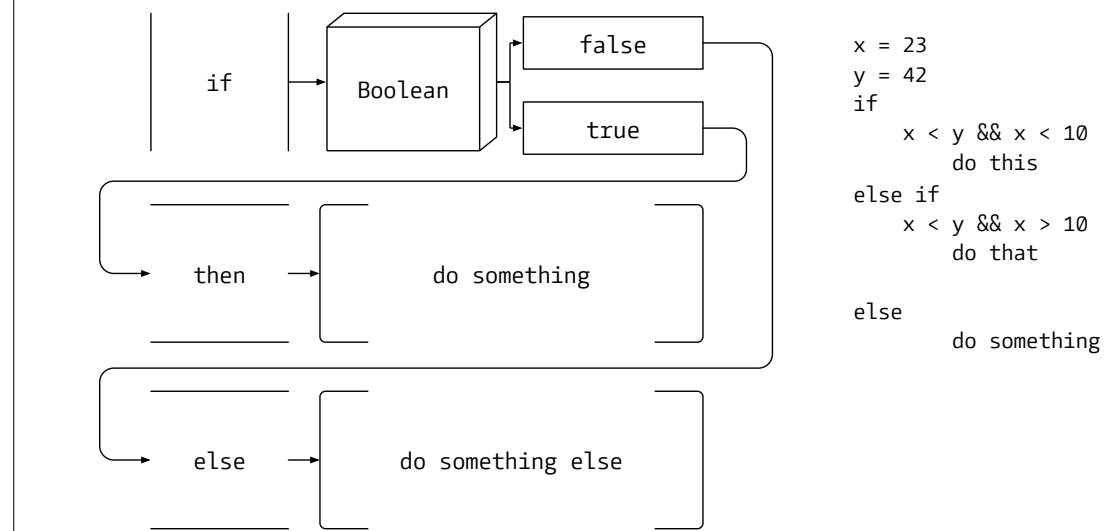 if
Boolean
false
true
then
do something
else
do something else
x = 23
y = 42
if
    x < y && x < 10
        do this
else if
    x < y && x > 10
        do that
else
        do something